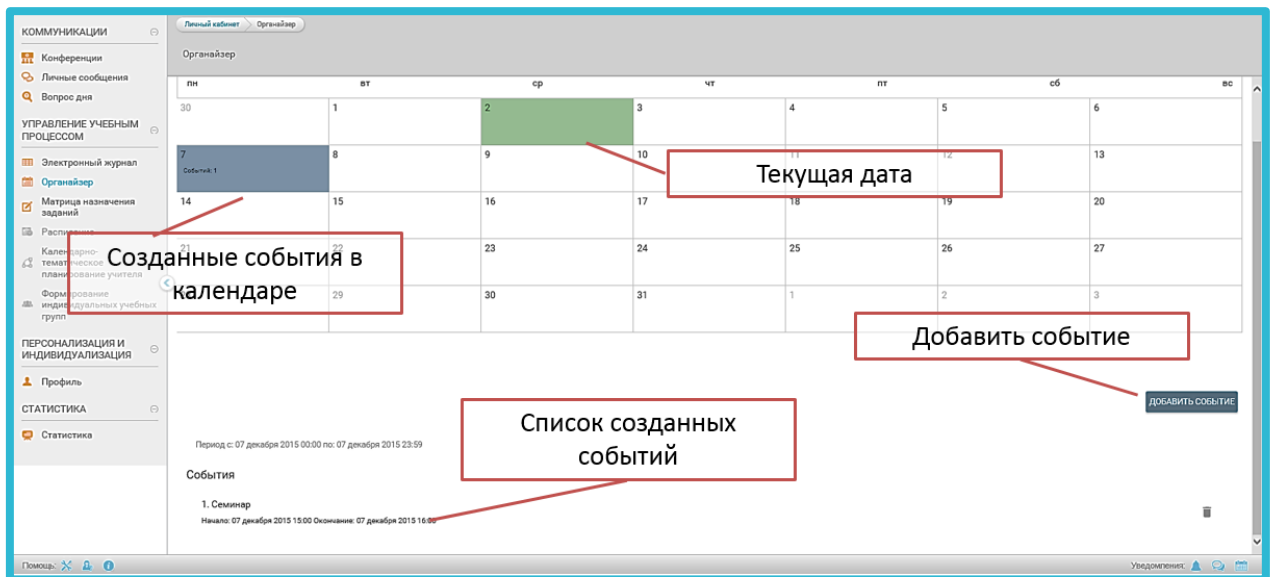 КОММУНИКАЦИИ
Конференции
Личные сообщения
Вопрос дня
УПРАВЛЕНИЕ УЧЕБНЫМ
ПРОЦЕССОМ
Электронный журнал
Органайзер
Матрица назначения
заданий
Расписание
Календарно-
тематическое
планирование учителя
Формирование
индивидуальных учебных
групп
ПЕРСОНАЛИЗАЦИЯ И
ИНДИВИДУАЛИЗАЦИЯ
Профиль
СТАТИСТИКА
Статистика
Личный кабинет Органайзер
Органайзер
пн вт ср чт пт сб вс
30 1 2 3 4 5 6
7 8 9 10 11 12 13
Событий: 1
Текущая дата
14 15 16 17 18 19 20
21 22 23 24 25 26 27
Созданные события в
календаре
29 30 31 1 2 3
Добавить событие
ДОБАВИТЬ СОБЫТИЕ
Список созданных
событий
Период с: 07 декабря 2015 00:00 по: 07 декабря 2015 23:59
События
1. Семинар
Начало: 07 декабря 2015 15:00 Окончание: 07 декабря 2015 16:00
Помощь:
Уведомления: